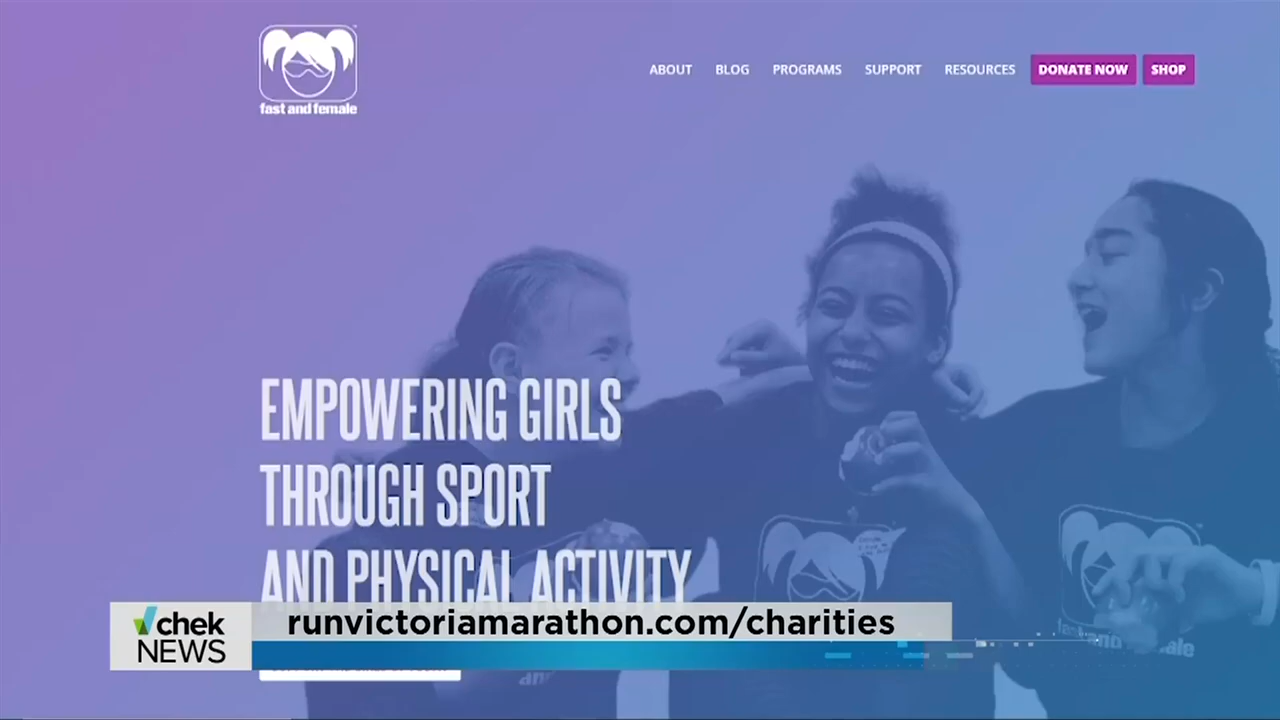 fast and female
ABOUT BLOG PROGRAMS SUPPORT RESOURCES DONATE NOW SHOP
EMPOWERING GIRLS
THROUGH SPORT
AND PHYSICAL ACTIVITY
chek
NEWS
runvictoriamarathon.com/charities